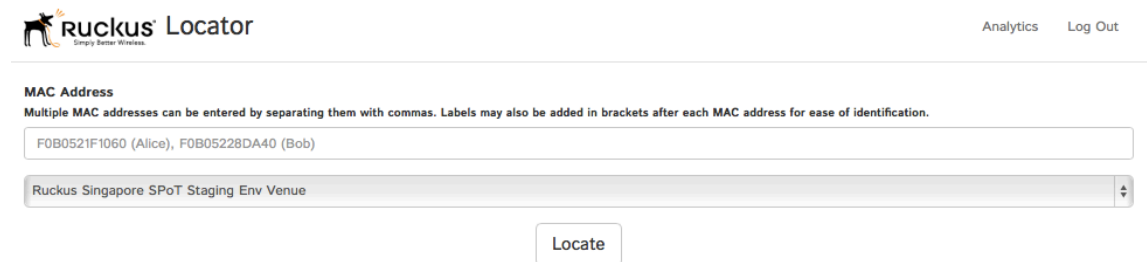 Ruckus Locator
Simply Better Wireless.
Analytics Log Out
MAC Address
Multiple MAC addresses can be entered by separating them with commas. Labels may also be added in brackets after each MAC address for ease of identification.
F0B0521F1060 (Alice), F0B05228DA40 (Bob)
Ruckus Singapore SPoT Staging Env Venue
Locate